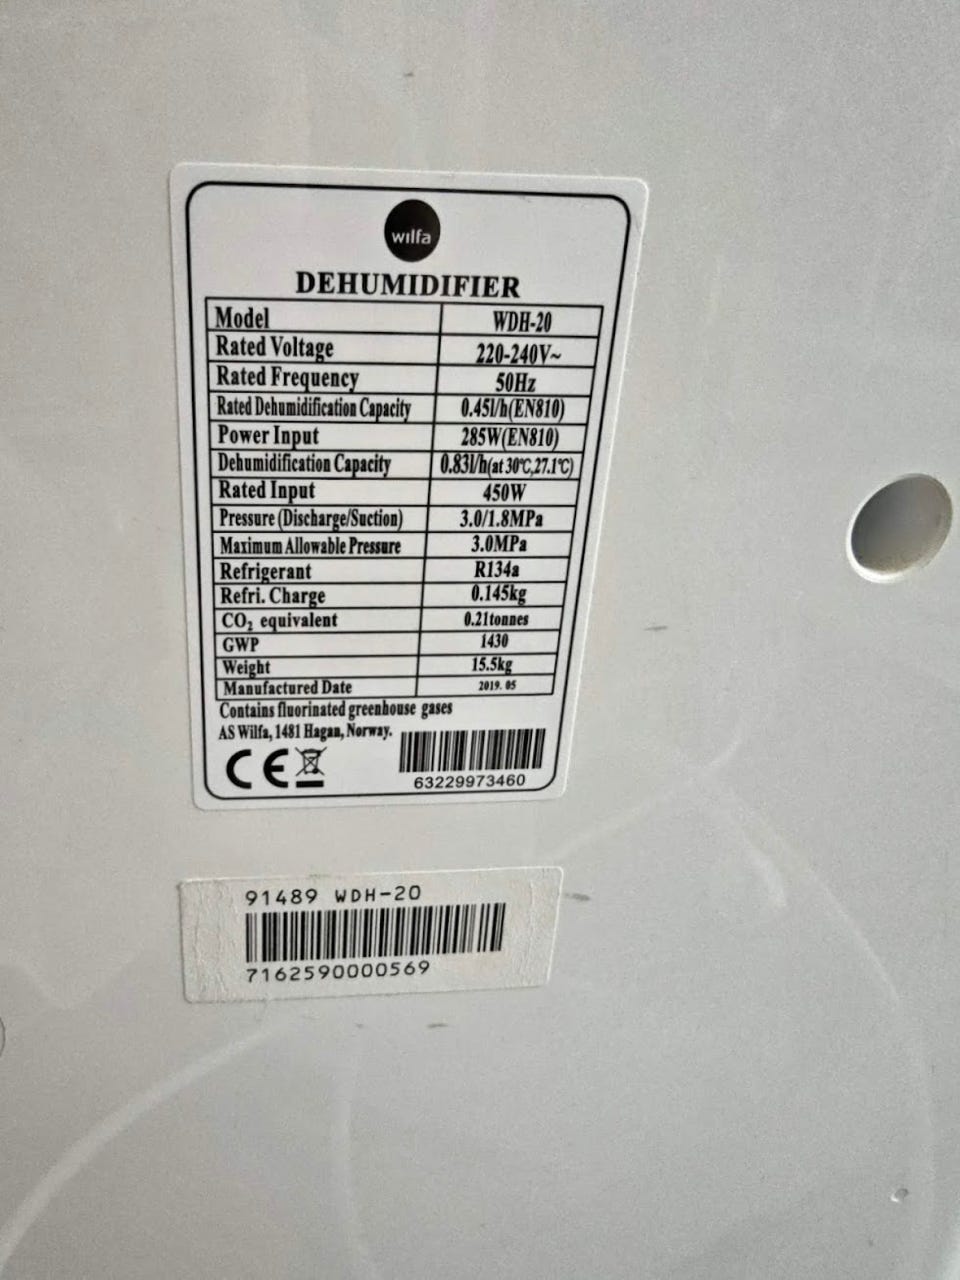 wilfa
DEHUMIDIFIER
Model WDH-20
Rated Voltage 220-240V~
Rated Frequency 50Hz
Rated Dehumidification Capacity 0.45l/h(EN810)
Power Input 285W(EN810)
Dehumidification Capacity 0.83l/h(at 30℃,27.1℃)
Rated Input 450W
Pressure (Discharge/Suction) 3.0/1.8MPa
Maximum Allowable Pressure 3.0MPa
Refrigerant R134a
Refri. Charge 0.145kg
CO₂ equivalent 0.21tonnes
GWP 1430
Weight 15.5kg
Manufactured Date 2019. 05
Contains fluorinated greenhouse gases
AS Wilfa, 1481 Hagan, Norway.
CE
63229973460
91489 WDH-20
7162590000569